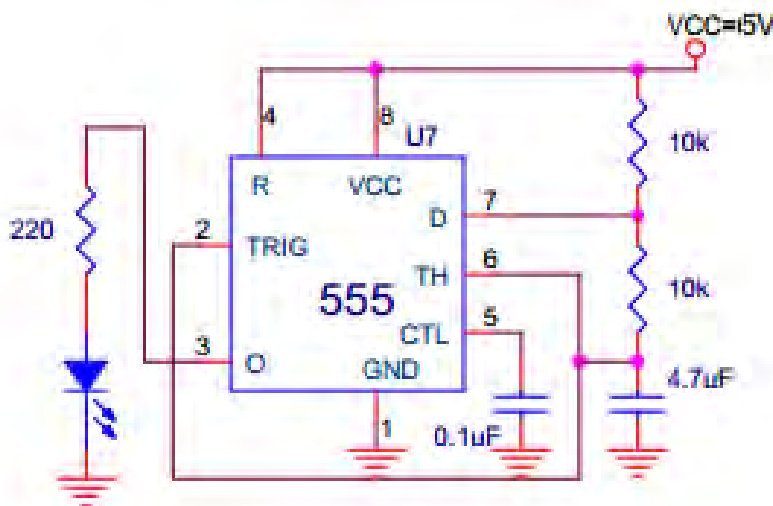 VCC=5V
4
8
U7
10k
R
VCC
7
D
220
2
TRIG
6
TH
10k
555
5
CTL
3
O
GND
4.7uF
1
0.1uF